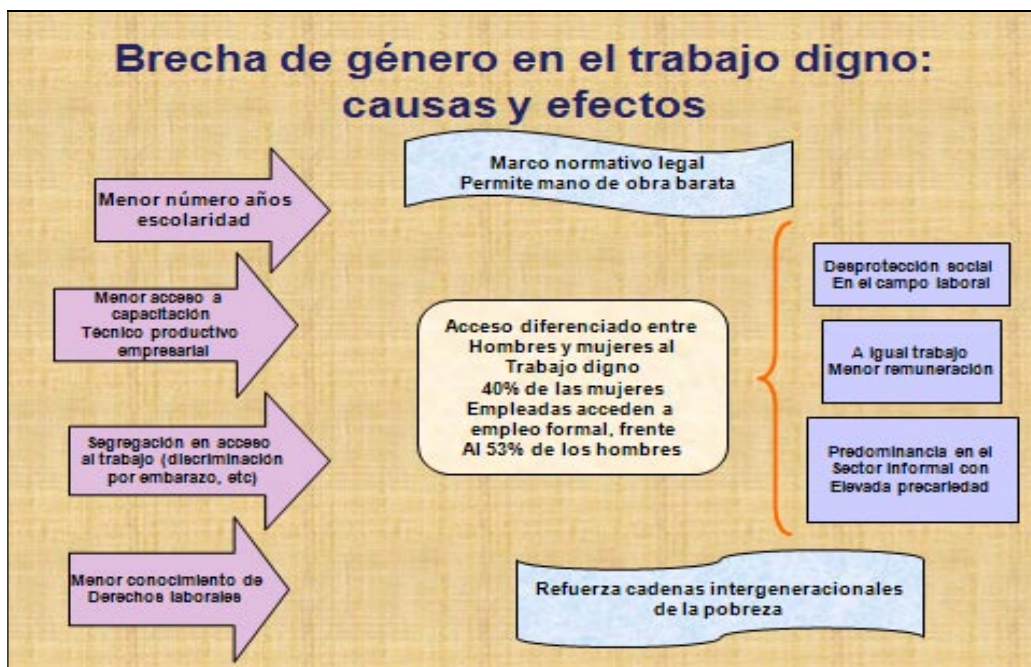 Brecha de género en el trabajo digno:
causas y efectos
Marco normativo legal
Permite mano de obra barata
Menor número años
escolaridad
Menor acceso a
capacitación
Técnico productivo
empresarial
Segregación en acceso
al trabajo (discriminación
por embarazo, etc)
Menor conocimiento de
Derechos laborales
Acceso diferenciado entre
Hombres y mujeres al
Trabajo digno
40% de las mujeres
Empleadas acceden a
empleo formal, frente
Al 53% de los hombres
Desprotección social
En el campo laboral
A igual trabajo
Menor remuneración
Predominancia en el
Sector informal con
Elevada precariedad
Refuerza cadenas intergeneracionales
de la pobreza